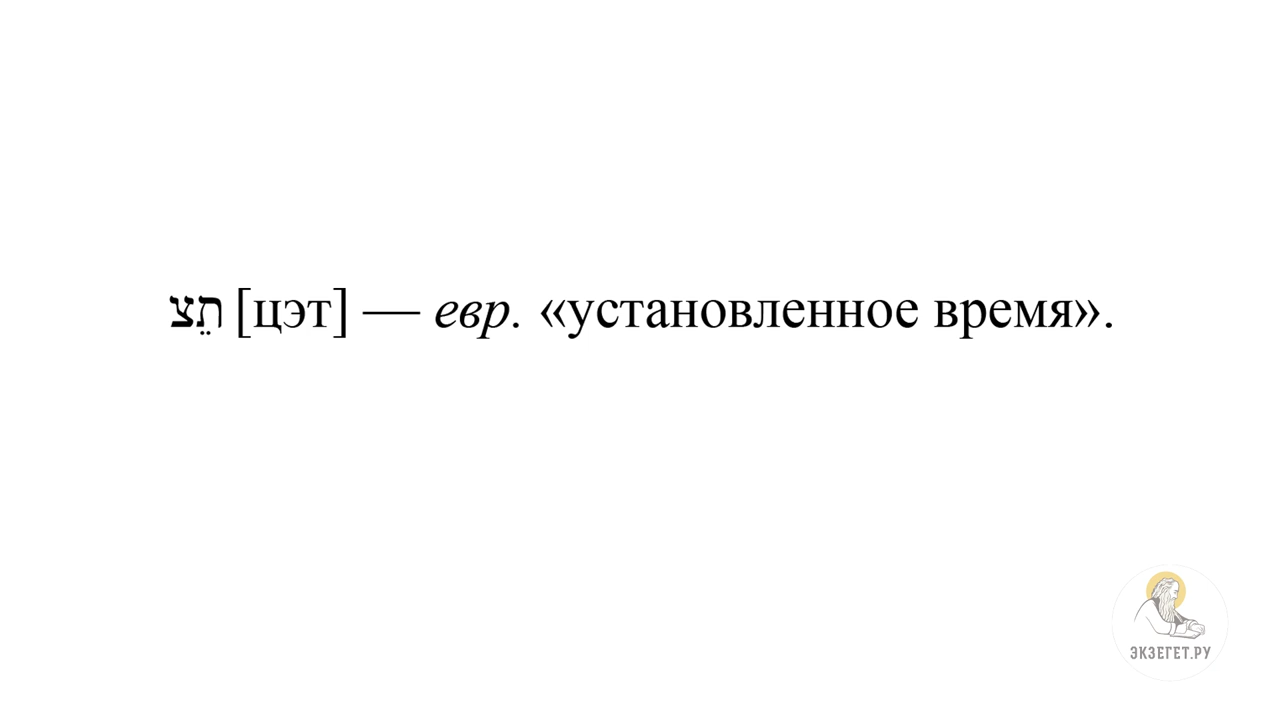 תֵצ [цэт] — евр. «установленное время».
ЭКЗЕГЕТ.РУ